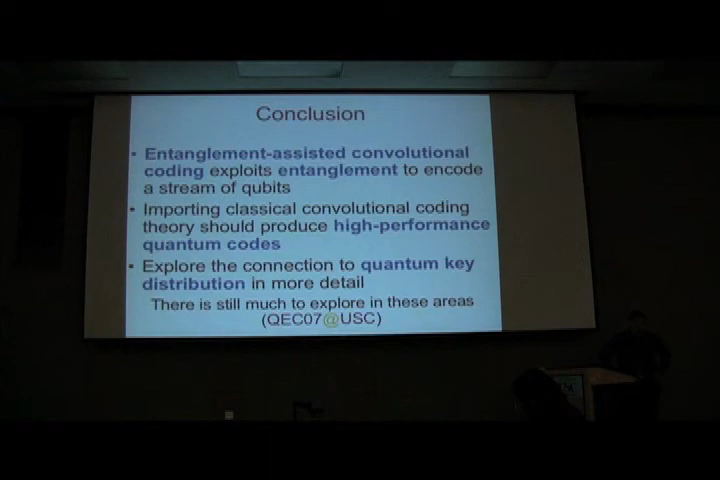 Conclusion
• Entanglement-assisted convolutional
coding exploits entanglement to encode
a stream of qubits
• Importing classical convolutional coding
theory should produce high-performance
quantum codes
• Explore the connection to quantum key
distribution in more detail
There is still much to explore in these areas
(QEC07@USC)